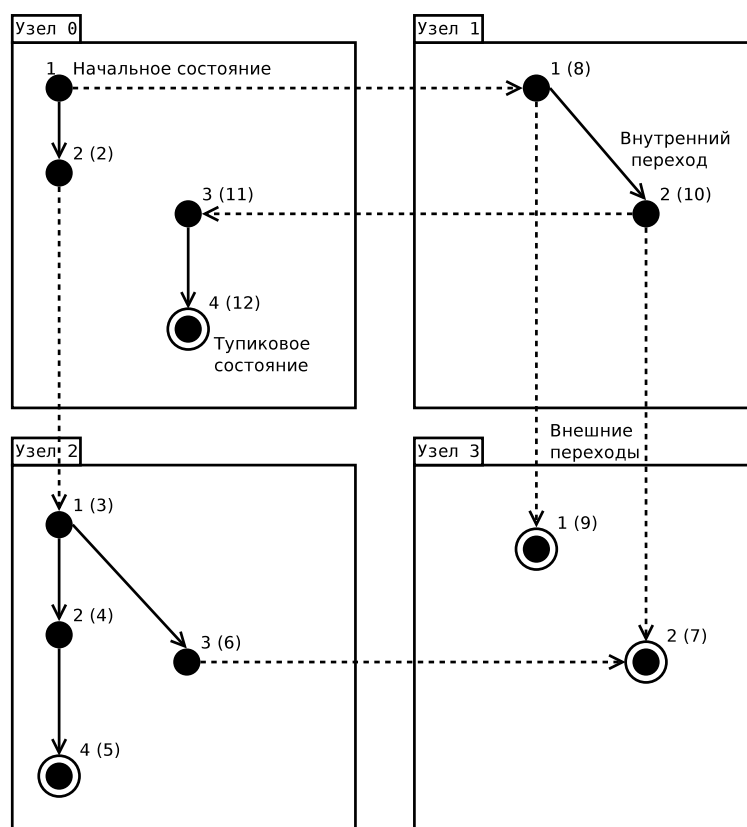 Узел 0
Узел 1
1 Начальное состояние
1 (8)
2 (2)
Внутренний
переход
3 (11)
2 (10)
4 (12)
Тупиковое
состояние
Внешние
переходы
Узел 2
Узел 3
1 (3)
1 (9)
2 (4)
3 (6)
2 (7)
4 (5)